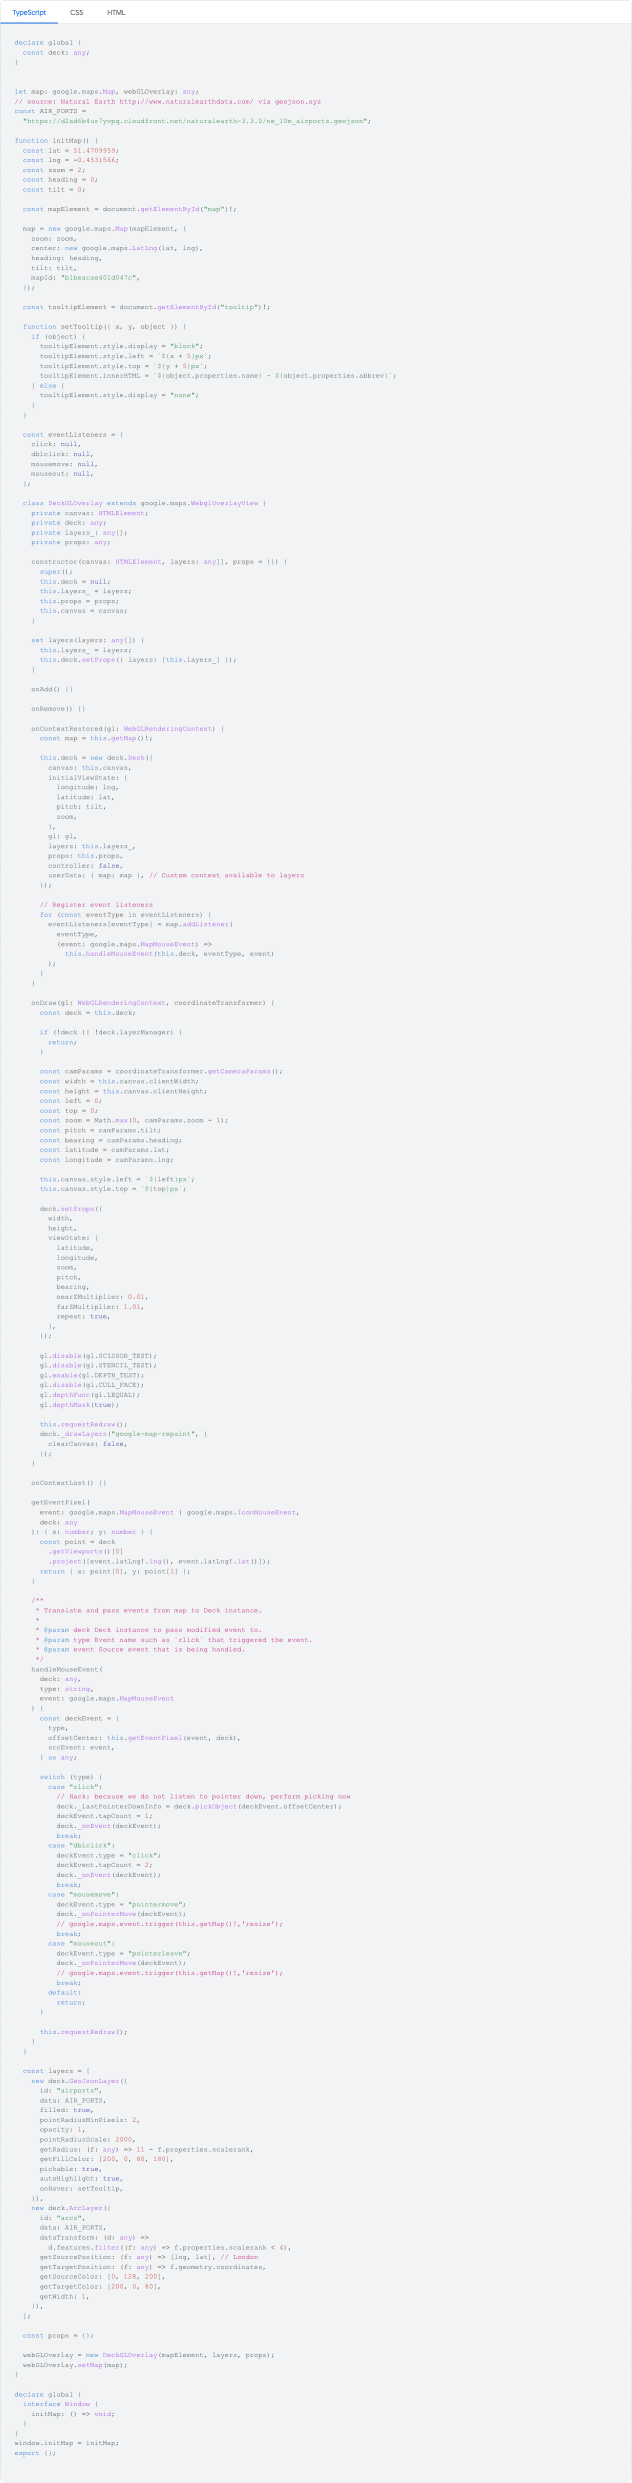 TypeScript CSS HTML
declare global {
  const deck: any;
}
let map: google.maps.Map, webGLOverlay: any;
// source: Natural Earth http://www.naturalearthdata.com/ via geojson.xyz
const AIR_PORTS =
  "https://d2ad6b4ur7yvpq.cloudfront.net/naturalearth-3.3.0/ne_10m_airports.geojson";
function initMap() {
  const lat = 51.4709959;
  const lng = -0.4531566;
  const zoom = 2;
  const heading = 0;
  const tilt = 0;
  const mapElement = document.getElementById("map")!;
  map = new google.maps.Map(mapElement, {
    zoom: zoom,
    center: new google.maps.LatLng(lat, lng),
    heading: heading,
    tilt: tilt,
    mapId: "b1beacae401d047c",
  });
  const tooltipElement = document.getElementById("tooltip")!;
  function setTooltip({ x, y, object }) {
    if (object) {
      tooltipElement.style.display = "block";
      tooltipElement.style.left = `${x + 5}px`;
      tooltipElement.style.top = `${y + 5}px`;
      tooltipElement.innerHTML = `${object.properties.name} - ${object.properties.abbrev}`;
    } else {
      tooltipElement.style.display = "none";
    }
  }
  const eventListeners = {
    click: null,
    dblclick: null,
    mousemove: null,
    mouseout: null,
  };
  class DeckGLOverlay extends google.maps.WebglOverlayView {
    private canvas: HTMLElement;
    private deck: any;
    private layers_: any[];
    private props: any;
    constructor(canvas: HTMLElement, layers: any[], props = {}) {
      super();
      this.deck = null;
      this.layers_ = layers;
      this.props = props;
      this.canvas = canvas;
    }
    set layers(layers: any[]) {
      this.layers_ = layers;
      this.deck.setProps({ layers: [this.layers_] });
    }
    onAdd() {}
    onRemove() {}
    onContextRestored(gl: WebGLRenderingContext) {
      const map = this.getMap()!;
      this.deck = new deck.Deck({
        canvas: this.canvas,
        initialViewState: {
          longitude: lng,
          latitude: lat,
          pitch: tilt,
          zoom,
        },
        gl: gl,
        layers: this.layers_,
        props: this.props,
        controller: false,
        userData: { map: map }, // Custom context available to layers
      });
      // Register event listeners
      for (const eventType in eventListeners) {
        eventListeners[eventType] = map.addListener(
          eventType,
          (event: google.maps.MapMouseEvent) =>
            this.handleMouseEvent(this.deck, eventType, event)
        );
      }
    }
    onDraw(gl: WebGLRenderingContext, coordinateTransformer) {
      const deck = this.deck;
      if (!deck || !deck.layerManager) {
        return;
      }
      const camParams = coordinateTransformer.getCameraParams();
      const width = this.canvas.clientWidth;
      const height = this.canvas.clientHeight;
      const left = 0;
      const top = 0;
      const zoom = Math.max(0, camParams.zoom - 1);
      const pitch = camParams.tilt;
      const bearing = camParams.heading;
      const latitude = camParams.lat;
      const longitude = camParams.lng;
      this.canvas.style.left = `${left}px`;
      this.canvas.style.top = `${top}px`;
      deck.setProps({
        width,
        height,
        viewState: {
          latitude,
          longitude,
          zoom,
          pitch,
          bearing,
          nearZMultiplier: 0.01,
          farZMultiplier: 1.01,
          repeat: true,
        },
      });
      gl.disable(gl.SCISSOR_TEST);
      gl.disable(gl.STENCIL_TEST);
      gl.enable(gl.DEPTH_TEST);
      gl.disable(gl.CULL_FACE);
      gl.depthFunc(gl.LEQUAL);
      gl.depthMask(true);
      this.requestRedraw();
      deck._drawLayers("google-map-repaint", {
        clearCanvas: false,
      });
    }
    onContextLost() {}
    getEventPixel(
      event: google.maps.MapMouseEvent | google.maps.IconMouseEvent,
      deck: any
    ): { x: number; y: number } {
      const point = deck
        .getViewports()[0]
        .project([event.latLng!.lng(), event.latLng!.lat()]);
      return { x: point[0], y: point[1] };
    }
    /**
     * Translate and pass events from map to Deck instance.
     *
     * @param deck Deck instance to pass modified event to.
     * @param type Event name such as `click` that triggered the event.
     * @param event Source event that is being handled.
     */
    handleMouseEvent(
      deck: any,
      type: string,
      event: google.maps.MapMouseEvent
    ) {
      const deckEvent = {
        type,
        offsetCenter: this.getEventPixel(event, deck),
        srcEvent: event,
      } as any;
      switch (type) {
        case "click":
          // Hack: because we do not listen to pointer down, perform picking now
          deck._lastPointerDownInfo = deck.pickObject(deckEvent.offsetCenter);
          deckEvent.tapCount = 1;
          deck._onEvent(deckEvent);
          break;
        case "dblclick":
          deckEvent.type = "click";
          deckEvent.tapCount = 2;
          deck._onEvent(deckEvent);
          break;
        case "mousemove":
          deckEvent.type = "pointermove";
          deck._onPointerMove(deckEvent);
          // google.maps.event.trigger(this.getMap()!,'resize');
          break;
        case "mouseout":
          deckEvent.type = "pointerleave";
          deck._onPointerMove(deckEvent);
          // google.maps.event.trigger(this.getMap()!,'resize');
          break;
        default:
          return;
      }
      this.requestRedraw();
    }
  }
  const layers = [
    new deck.GeoJsonLayer({
      id: "airports",
      data: AIR_PORTS,
      filled: true,
      pointRadiusMinPixels: 2,
      opacity: 1,
      pointRadiusScale: 2000,
      getRadius: (f: any) => 11 - f.properties.scalerank,
      getFillColor: [200, 0, 80, 180],
      pickable: true,
      autoHighlight: true,
      onHover: setTooltip,
    }),
    new deck.ArcLayer({
      id: "arcs",
      data: AIR_PORTS,
      dataTransform: (d: any) =>
        d.features.filter((f: any) => f.properties.scalerank < 4),
      getSourcePosition: (f: any) => [lng, lat], // London
      getTargetPosition: (f: any) => f.geometry.coordinates,
      getSourceColor: [0, 128, 200],
      getTargetColor: [200, 0, 80],
      getWidth: 1,
    }),
  ];
  const props = {};
  webGLOverlay = new DeckGLOverlay(mapElement, layers, props);
  webGLOverlay.setMap(map);
}
declare global {
  interface Window {
    initMap: () => void;
  }
}
window.initMap = initMap;
export {};